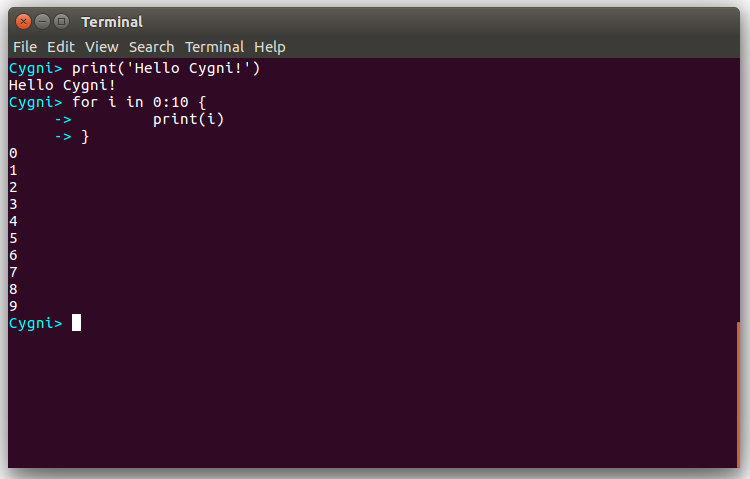 Terminal
File Edit View Search Terminal Help
Cygni> print('Hello Cygni!')
Hello Cygni!
Cygni> for i in 0:10 {
     ->         print(i)
     -> }
0
1
2
3
4
5
6
7
8
9
Cygni>